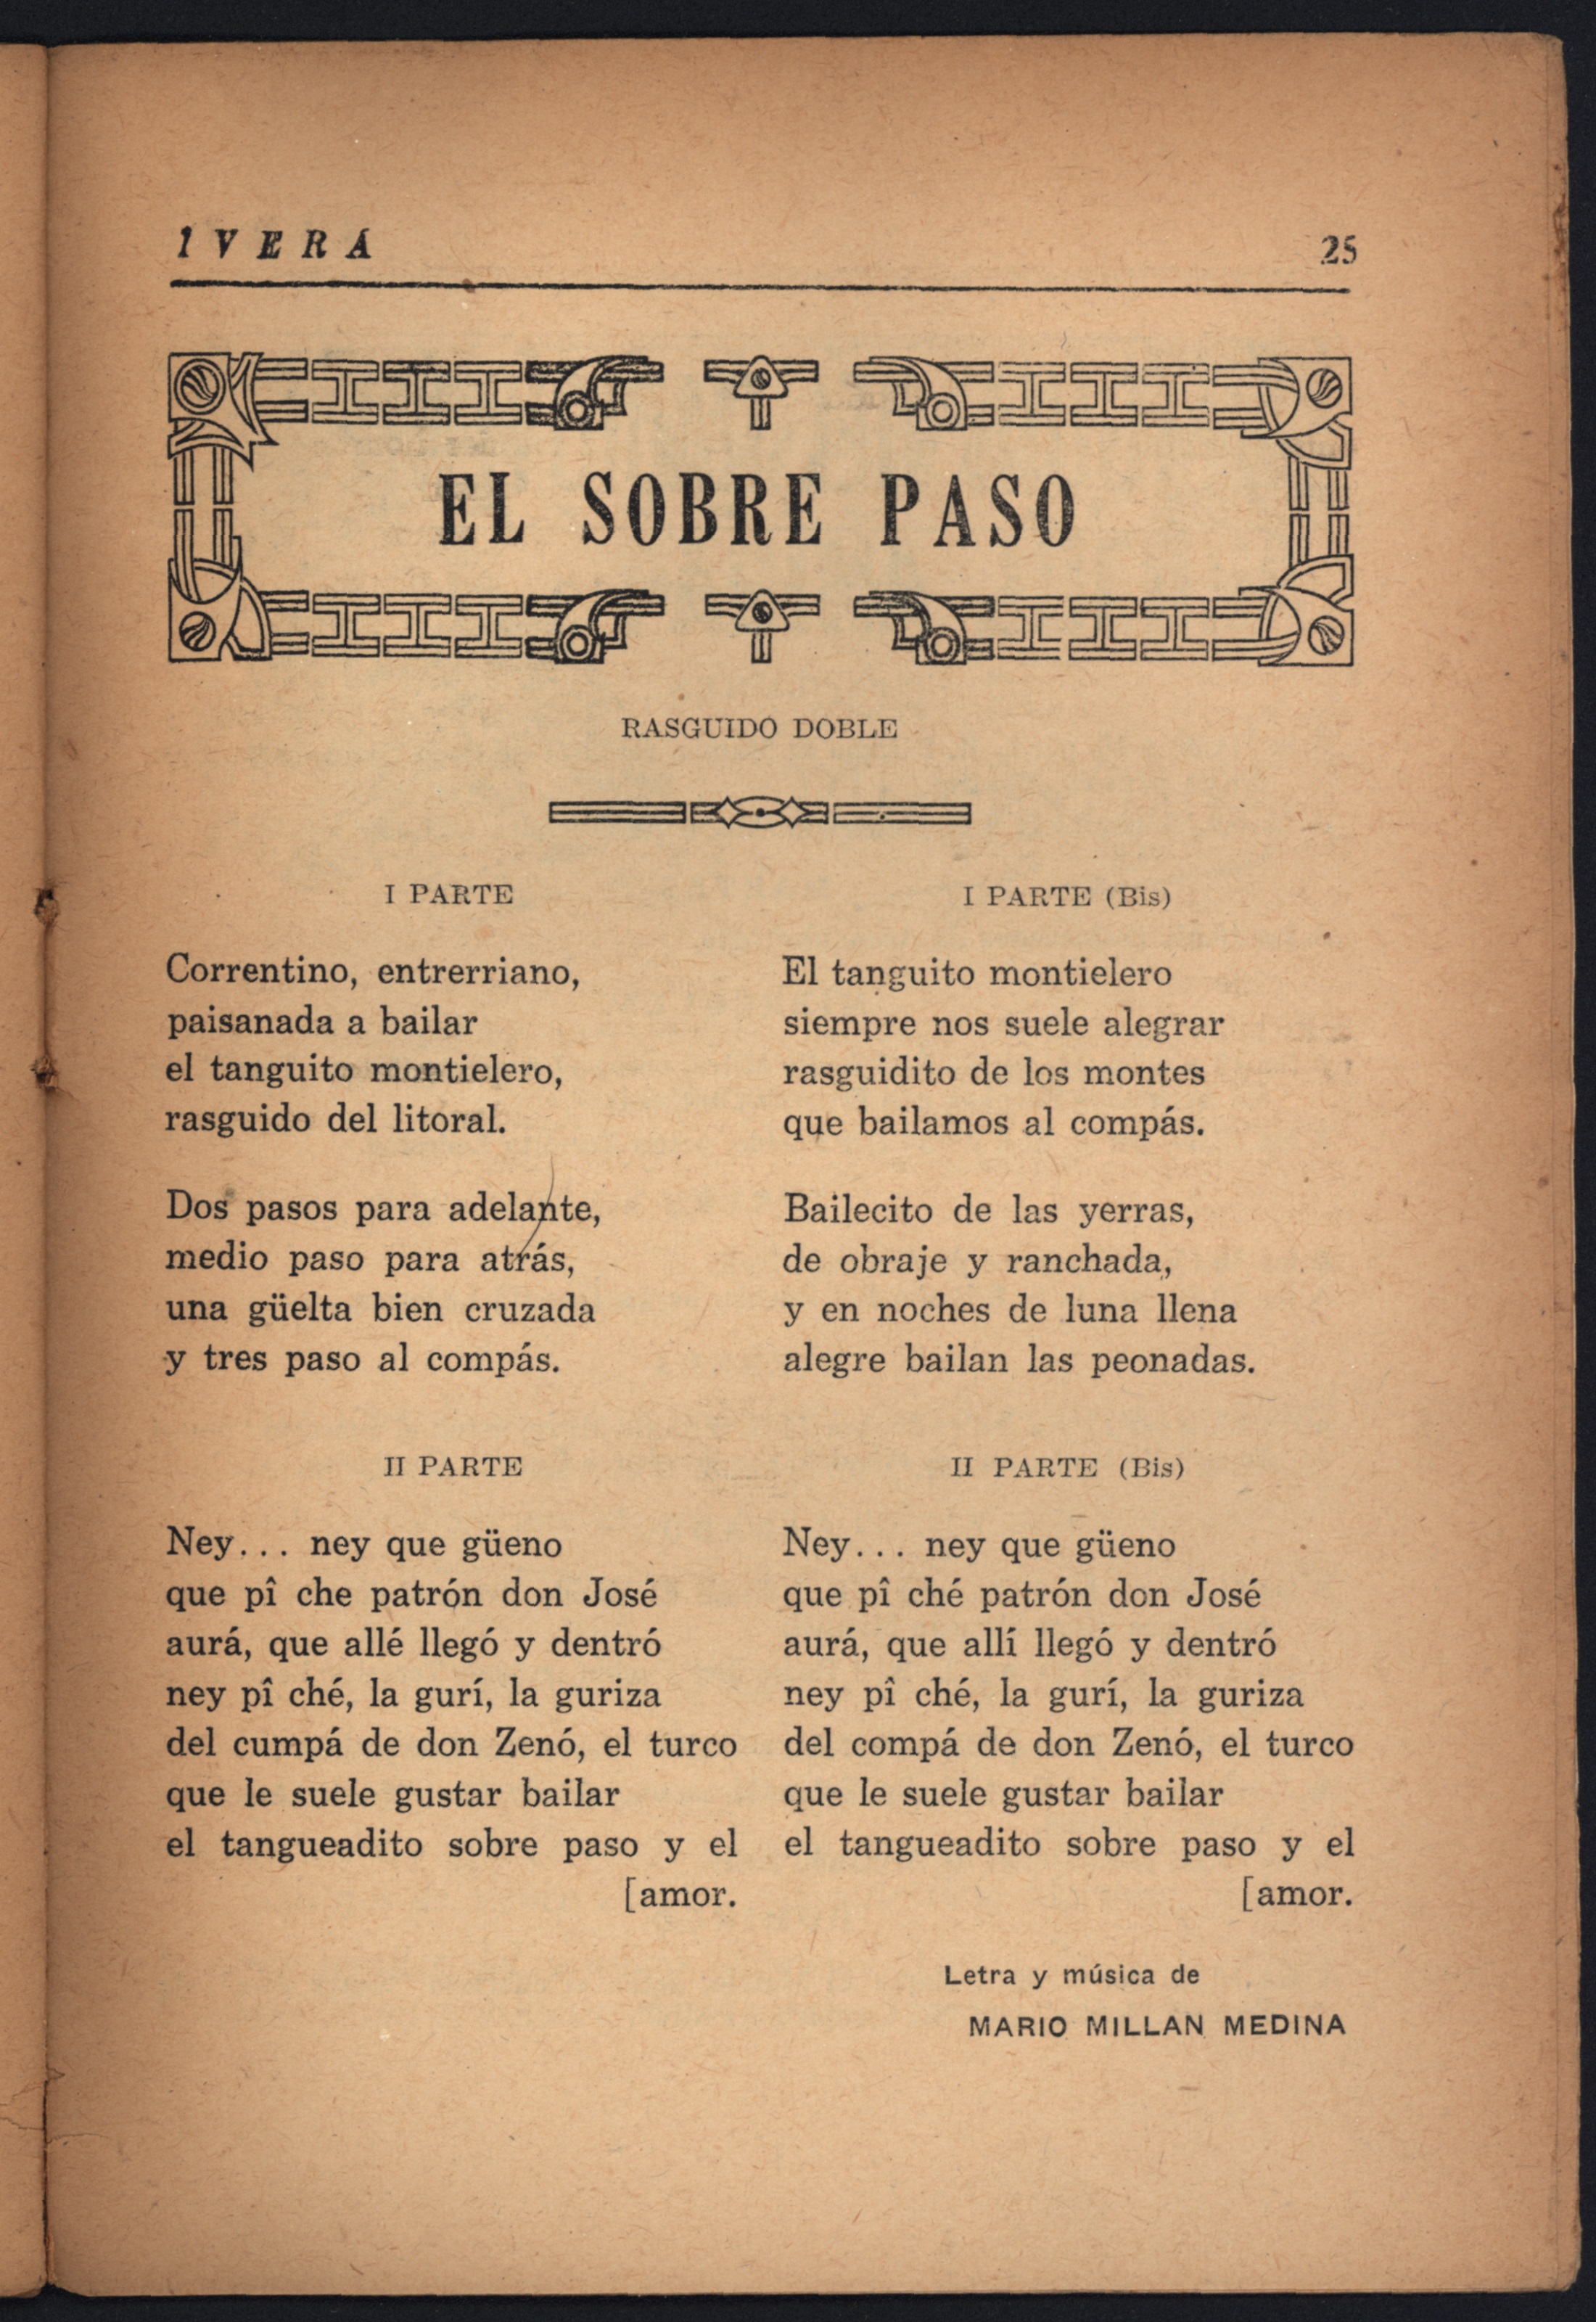 IVERÁ
25
EL SOBRE PASO
RASGUIDO DOBLE
I PARTE
Correntino, entrerriano,
paisanada a bailar
el tanguito montielero,
rasguido del litoral.
Dos pasos para adelante,
medio paso para atrás,
una güelta bien cruzada
y tres paso al compás.
II PARTE
Ney... ney que güeno
que pî che patrón don José
aurá, que allé llegó y dentró
ney pî ché, la gurí, la guriza
del cumpá de don Zenó, el turco
que le suele gustar bailar
el tangueadito sobre paso y el
[amor.
I PARTE (Bis)
El tanguito montielero
siempre nos suele alegrar
rasguidito de los montes
que bailamos al compás.
Bailecito de las yerras,
de obraje y ranchada,
y en noches de luna llena
alegre bailan las peonadas.
II PARTE (Bis)
Ney... ney que güeno
que pî ché patrón don José
aurá, que allí llegó y dentró
ney pî ché, la gurí, la guriza
del compá de don Zenó, el turco
que le suele gustar bailar
el tangueadito sobre paso y el
[amor.
Letra y música de
MARIO MILLAN MEDINA